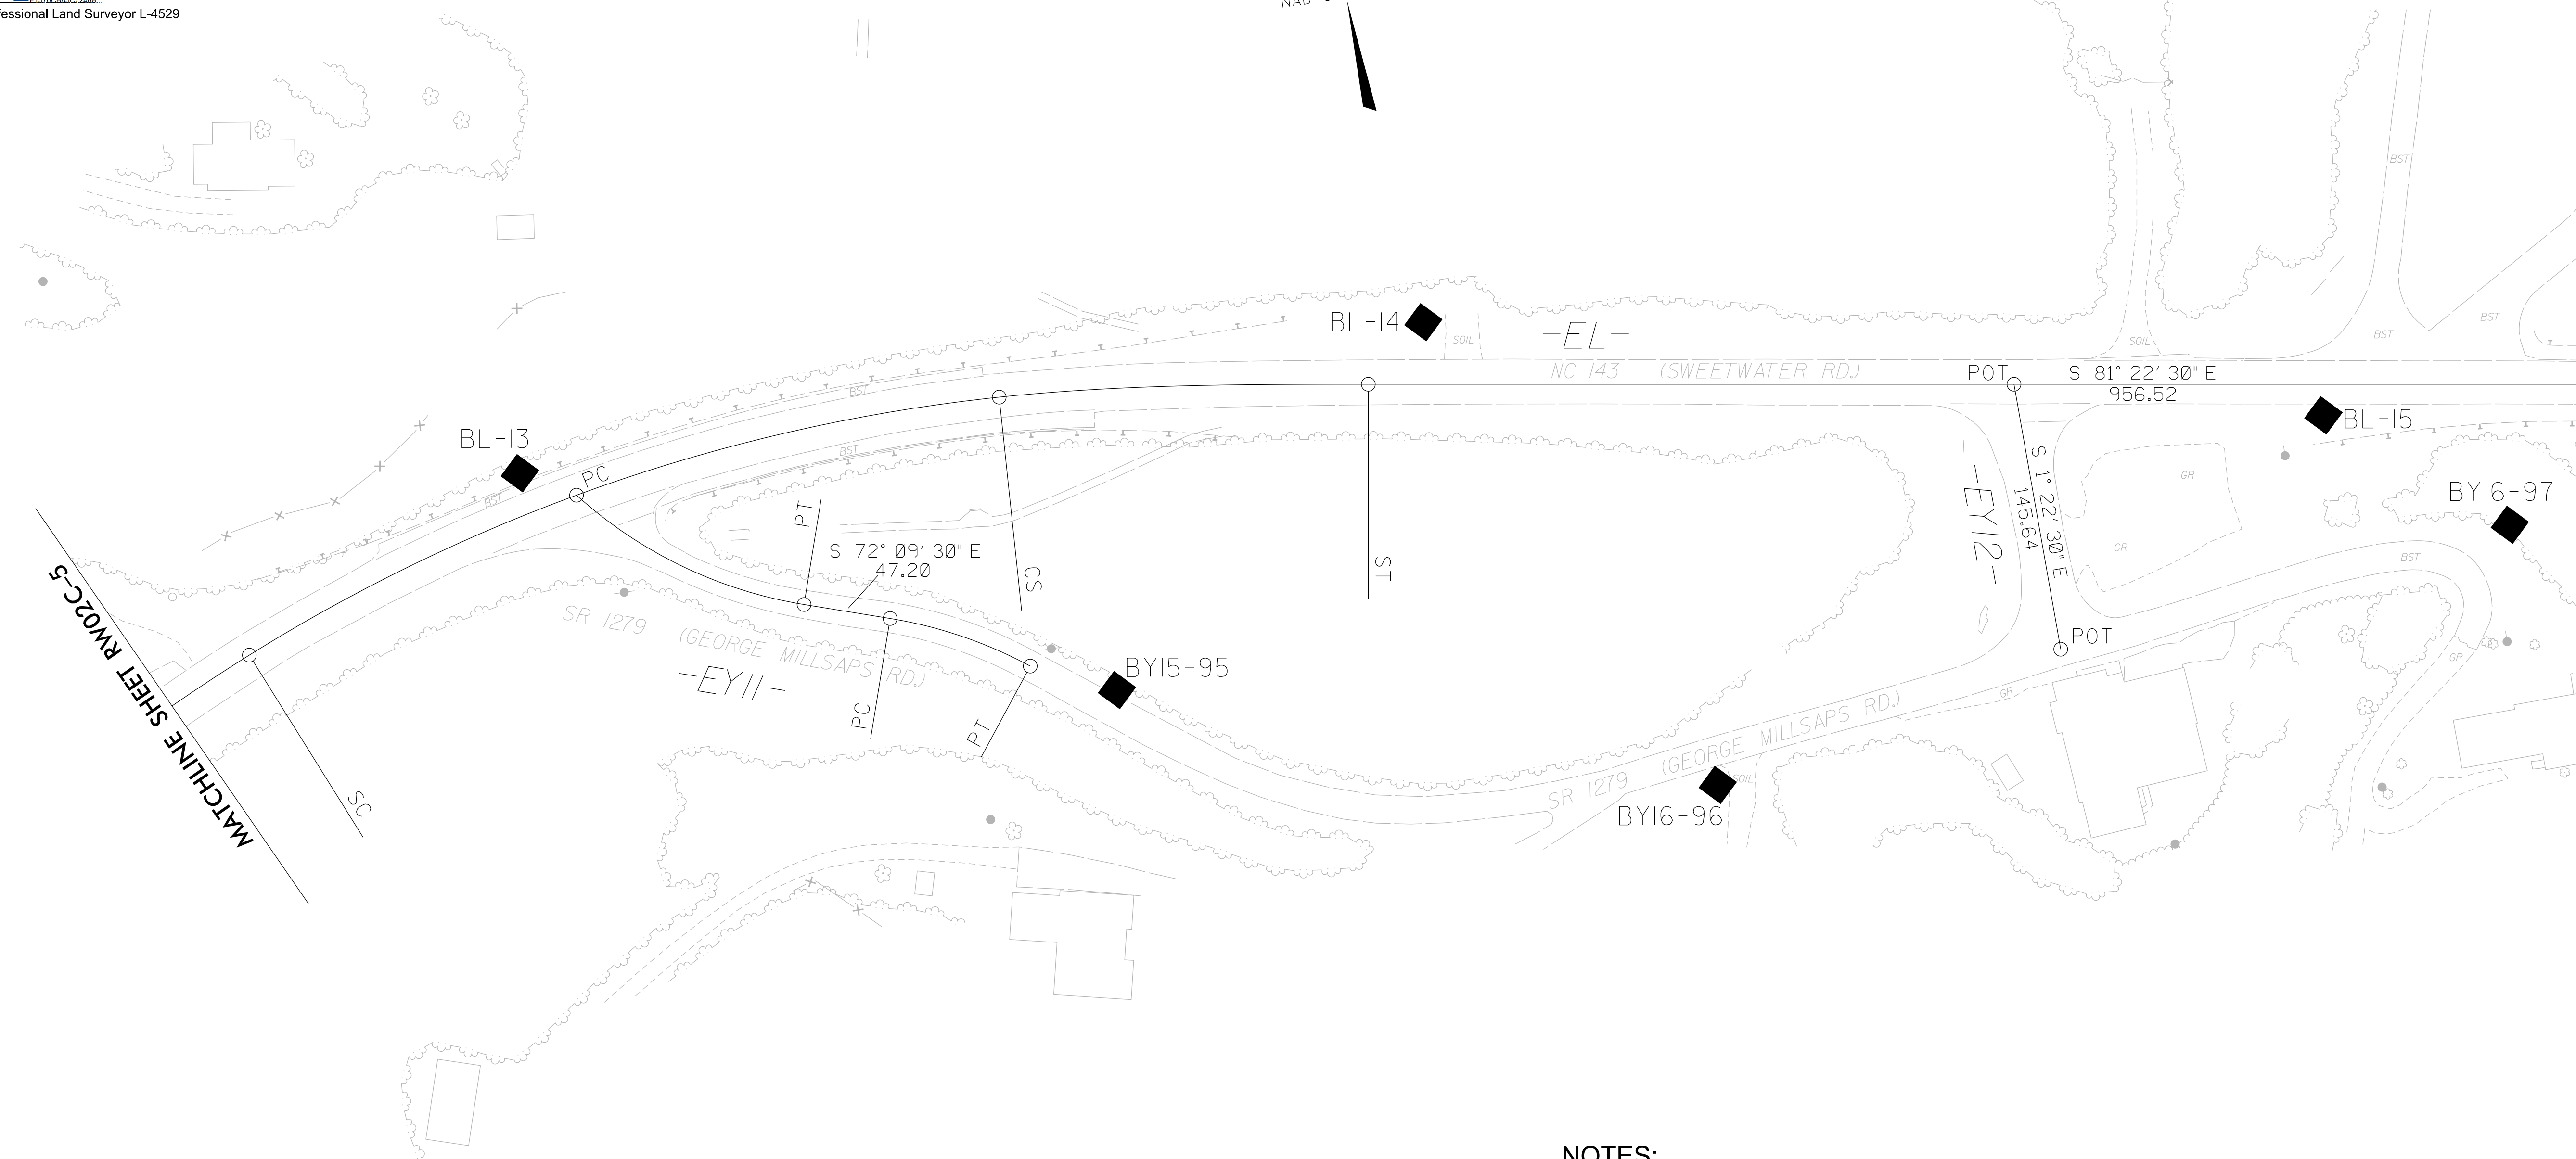 fessional Land Surveyor L-4529
NAD
BST
BL-14
SOIL
-EL-
NC 143 (SWEETWATER RD.)
POT
S 81° 22' 30" E
956.52
SOIL
BST
BST
BST
BL-13
BST
PC
BST
BL-15
MATCHLINE SHEET RW02C-5
SC
PT
S 72° 09' 30" E
47.20
CS
ST
-EY12-
S 1° 22' 30" E
145.64
GR
GR
BY16-97
BST
SR 1279 (GEORGE MILLSAPS RD.)
-EY11-
PC
PT
BY15-95
POT
GR
GR
SR 1279 (GEORGE MILLSAPS RD.)
SOIL
BY16-96
NOTES: